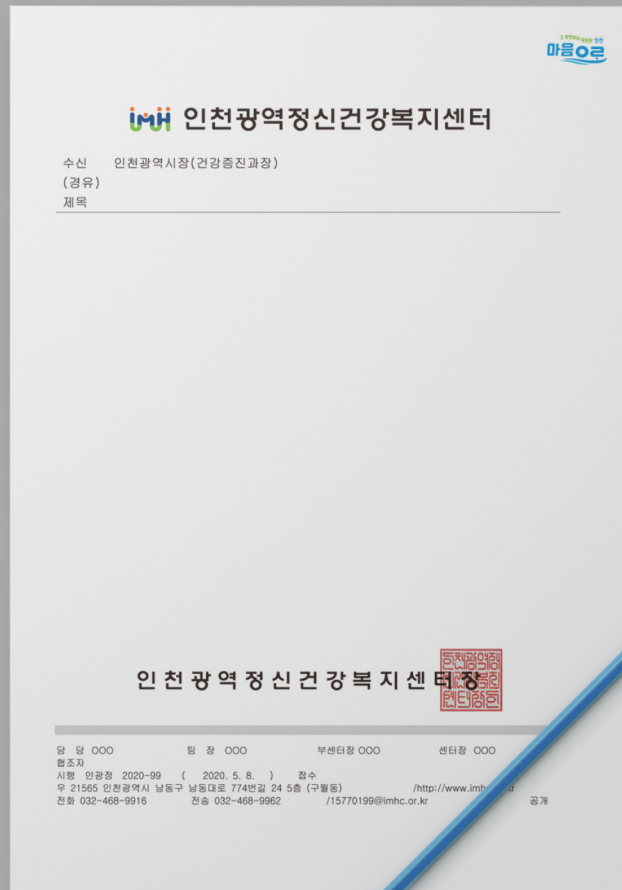 마음으로
imH 인천광역정신건강복지센터
수신 인천광역시장(건강증진과장)
(경유)
제목
인천광역정신건강복지센터장
담 당 OOO 팀 장 OOO 부센터장 OOO 센터장 OOO
협조자
시행 인광정 2020-99 ( 2020. 5. 8. ) 접수
우 21565 인천광역시 남동구 남동대로 774번길 24 5층 (구월동) /http://www.imh
전화 032-468-9916 전송 032-468-9962 /15770199@imhc.or.kr 공개